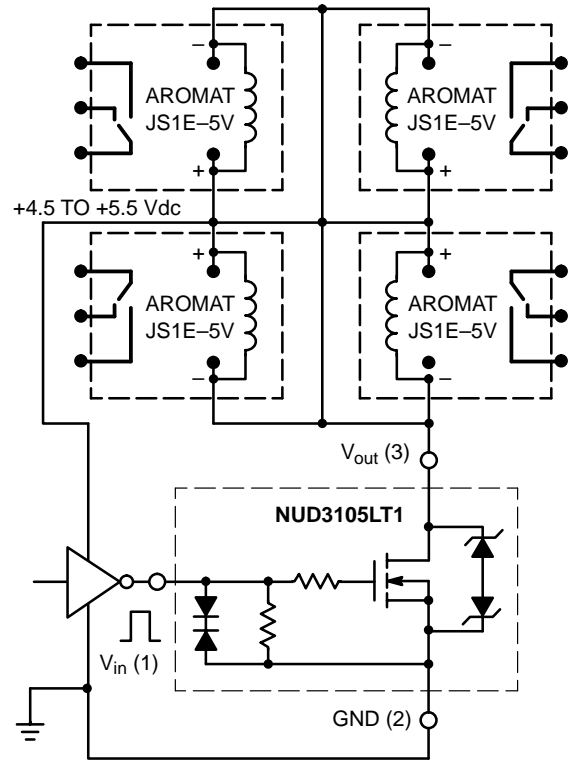 – –
AROMAT
JS1E–5V
AROMAT
JS1E–5V
+ +
+4.5 TO +5.5 Vdc
+ +
AROMAT
JS1E–5V
AROMAT
JS1E–5V
– –
Vout (3)
NUD3105LT1
Vin (1)
GND (2)